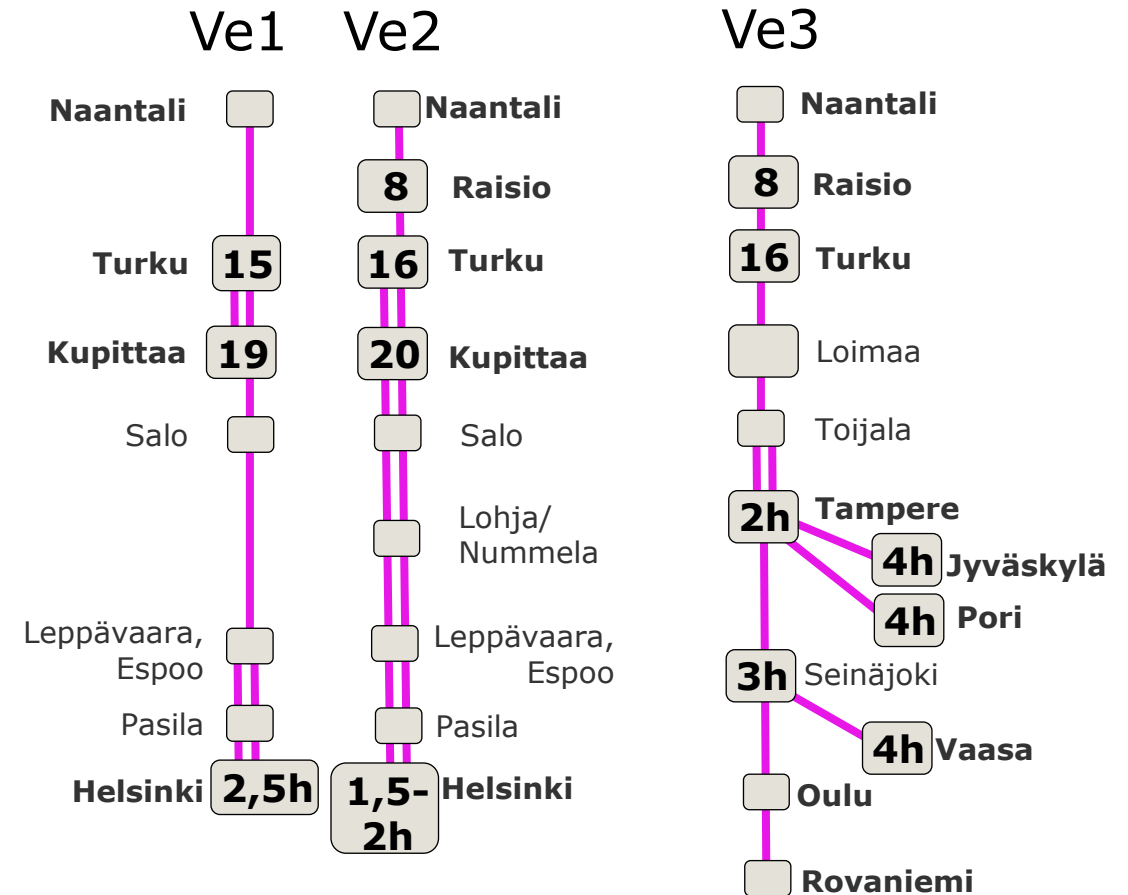 Ve1
Naantali
Turku 15
Kupittaa 19
Salo
Leppävaara,
Espoo
Pasila
Helsinki 2,5h
Ve2
Naantali
8 Raisio
16 Turku
20 Kupittaa
Salo
Lohja/
Nummela
Leppävaara,
Espoo
Pasila
1,5- Helsinki
2h
Ve3
Naantali
8 Raisio
16 Turku
Loimaa
Toijala
2h Tampere
4h Jyväskylä
4h Pori
3h Seinäjoki
4h Vaasa
Oulu
Rovaniemi